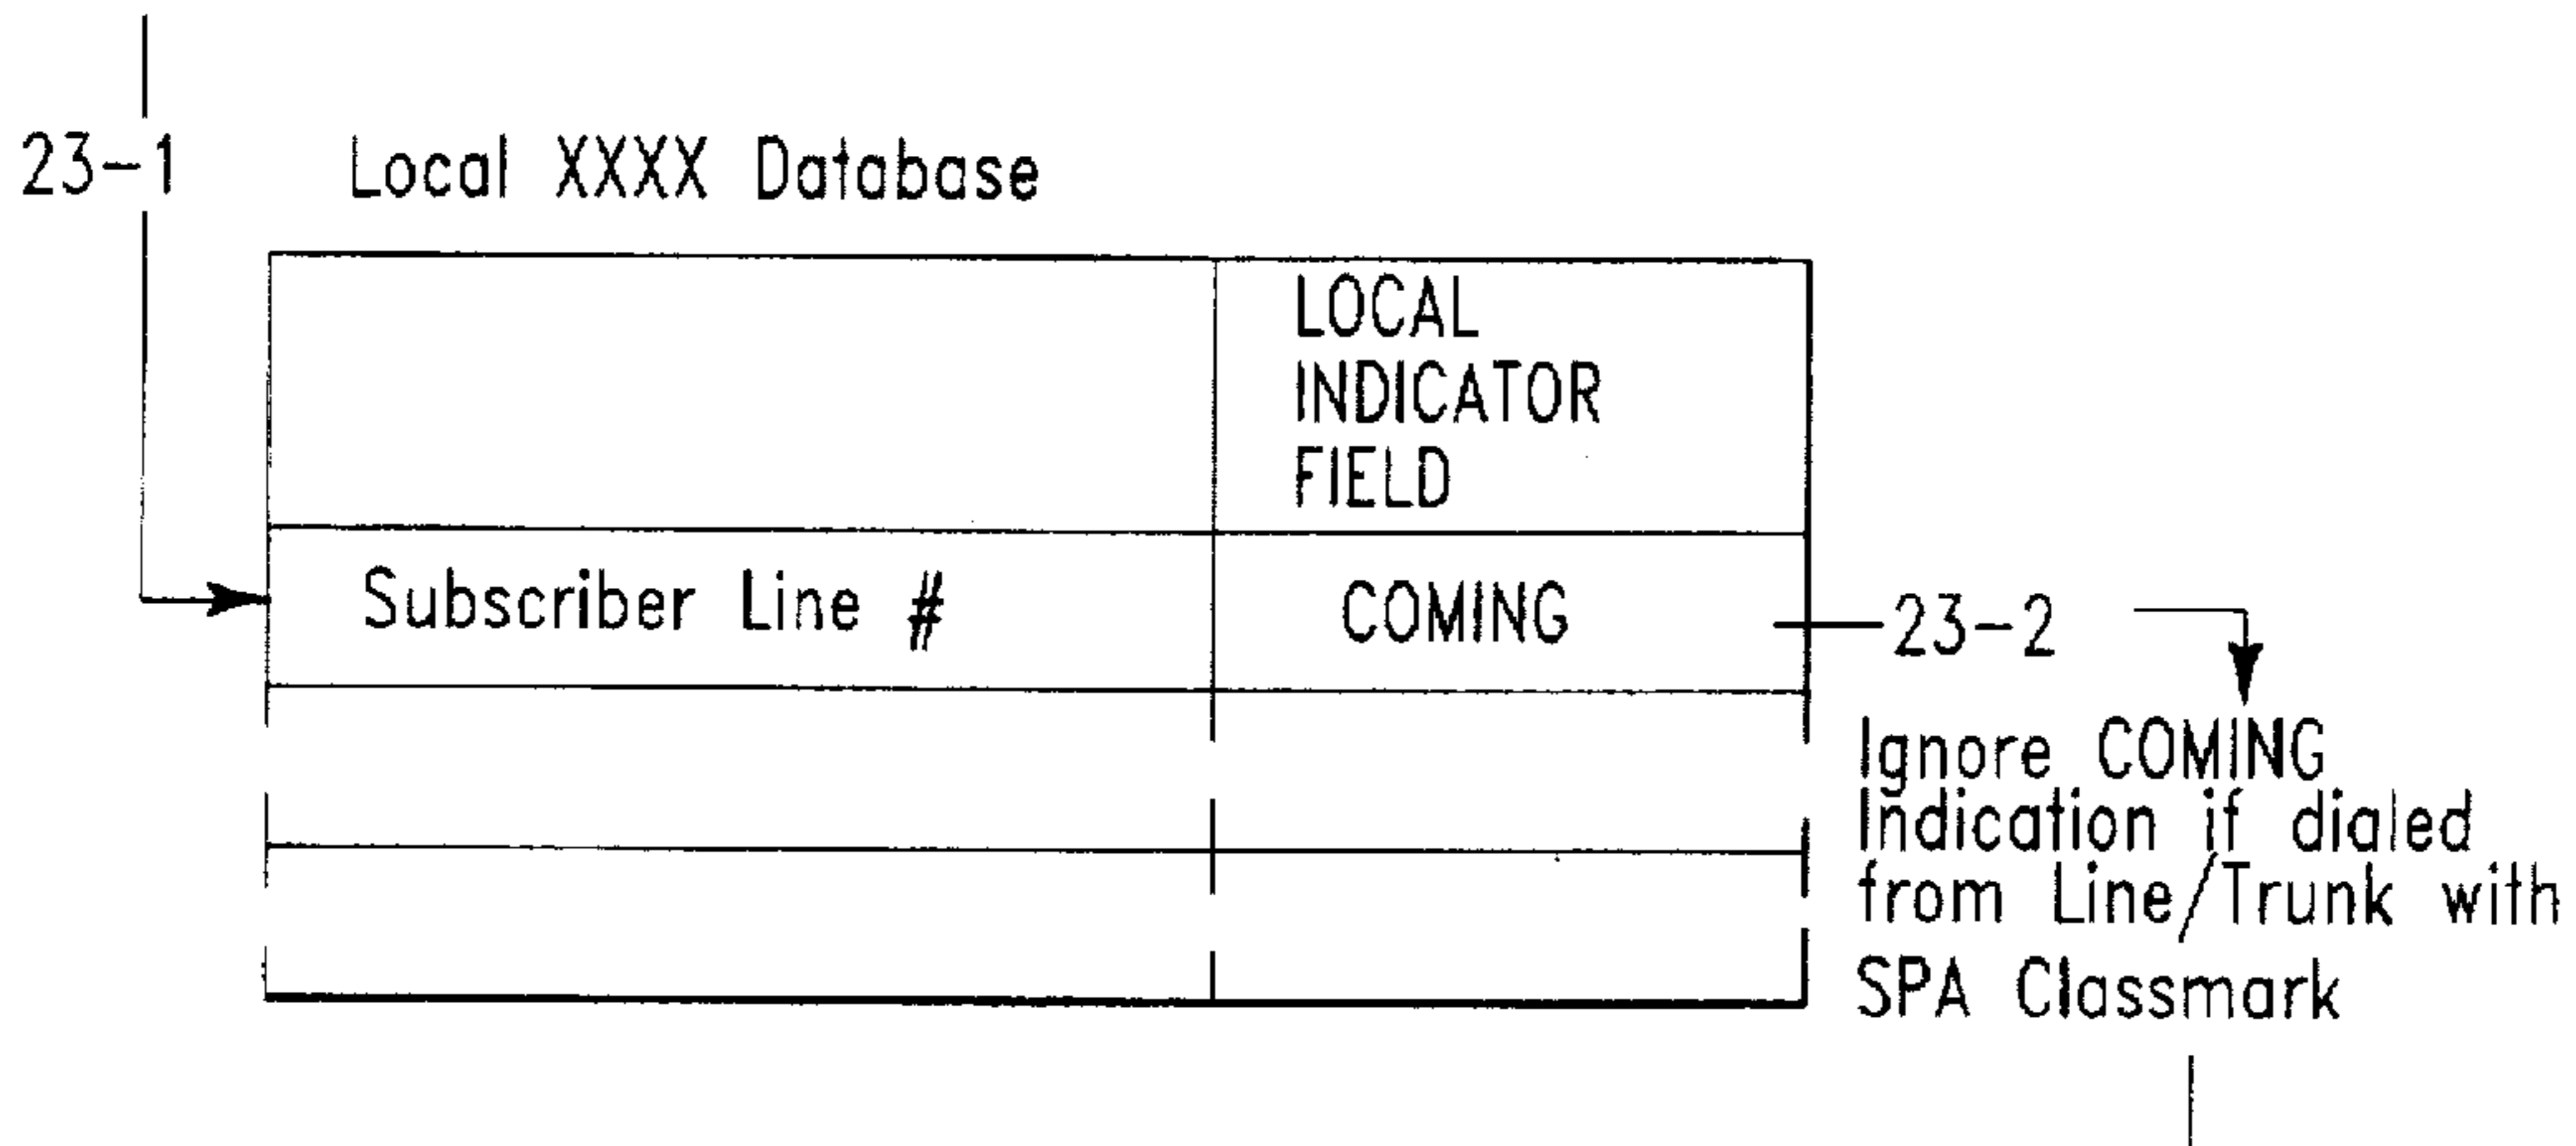 23-1
Local XXXX Database
LOCAL
INDICATOR
FIELD
Subscriber Line #
COMING
23-2
Ignore COMING
Indication if dialed
from Line/Trunk with
SPA Classmark